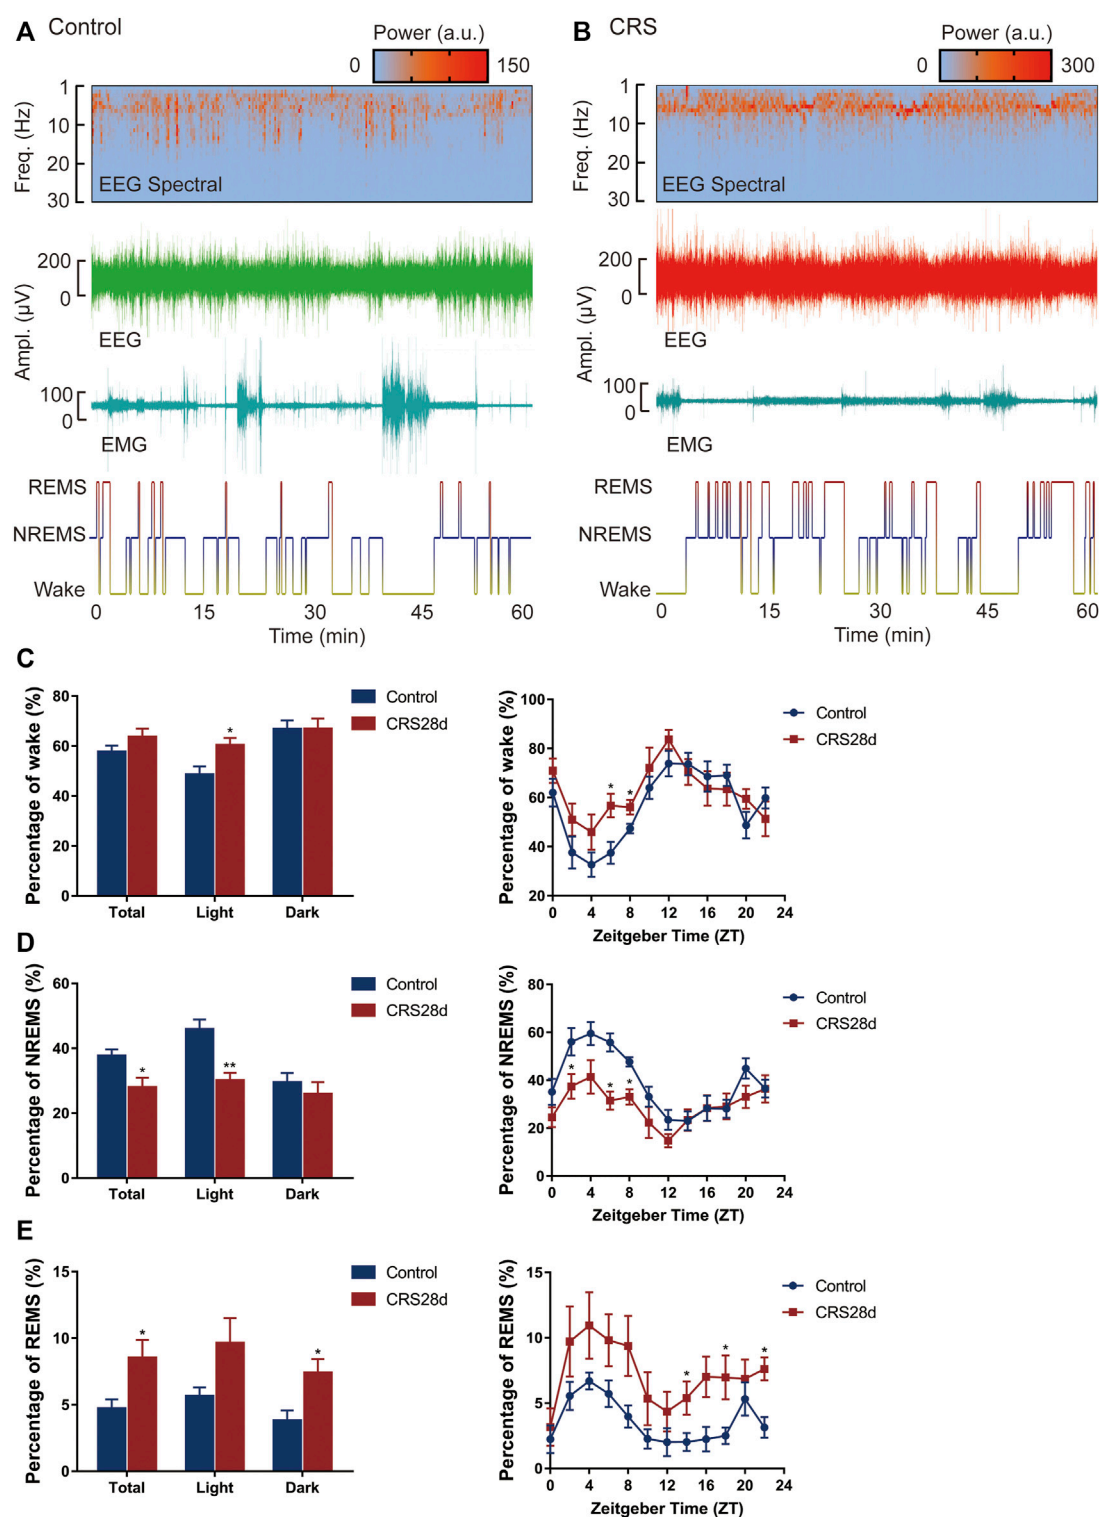 A Control
Power (a.u.)
0 150
1
10
20
30
Freq. (Hz)
EEG Spectral
200
0
EEG
Ampl. (μV)
100
0
EMG
REMS
NREMS
Wake
0 15 30 45 60
Time (min)
B CRS
Power (a.u.)
0 300
1
10
20
30
Freq. (Hz)
EEG Spectral
200
0
EEG
Ampl. (μV)
100
0
EMG
REMS
NREMS
Wake
0 15 30 45 60
Time (min)
C
Percentage of wake (%)
80
60
40
20
0
*
Total Light Dark
Control
CRS28d
Percentage of wake (%)
100
80
60
40
20
* *
0 4 8 12 16 20 24
Zeitgeber Time (ZT)
Control
CRS28d
D
Percentage of NREMS (%)
60
40
20
0
* **
Total Light Dark
Control
CRS28d
Percentage of NREMS (%)
80
60
40
20
0
* * *
0 4 8 12 16 20 24
Zeitgeber Time (ZT)
Control
CRS28d
E
Percentage of REMS (%)
15
10
5
0
* *
Total Light Dark
Control
CRS28d
Percentage of REMS (%)
15
10
5
0
* * *
0 4 8 12 16 20 24
Zeitgeber Time (ZT)
Control
CRS28d